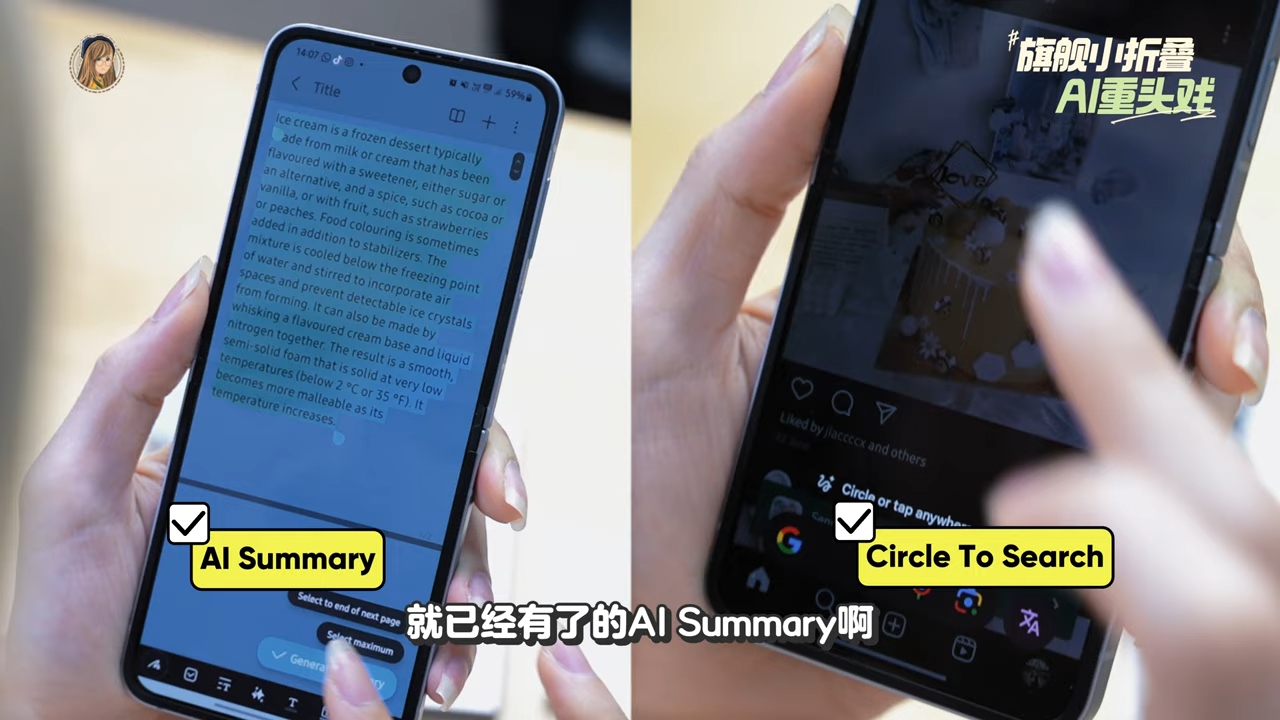 #旗舰小折叠
AI重头戏
14:07
59%
Title
Ice cream is a frozen dessert typically
made from milk or cream that has been
flavoured with a sweetener, either sugar or
an alternative, and a spice, such as cocoa or
vanilla, or with fruit, such as strawberries
or peaches. Food colouring is sometimes
added in addition to stabilizers. The
mixture is cooled below the freezing point
of water and stirred to incorporate air
spaces and prevent detectable ice crystals
from forming. It can also be made by
whisking a flavoured cream base and liquid
nitrogen together. The result is a smooth,
semi-solid foam that is solid at very low
temperatures (below 2 °C or 35 °F). It
becomes more malleable as its
temperature increases.
Select to end of next page
Select maximum
AI Summary
love
Liked by jiaccccx and others
Circle or tap anywhere
Circle To Search
就已经有了的AI Summary啊